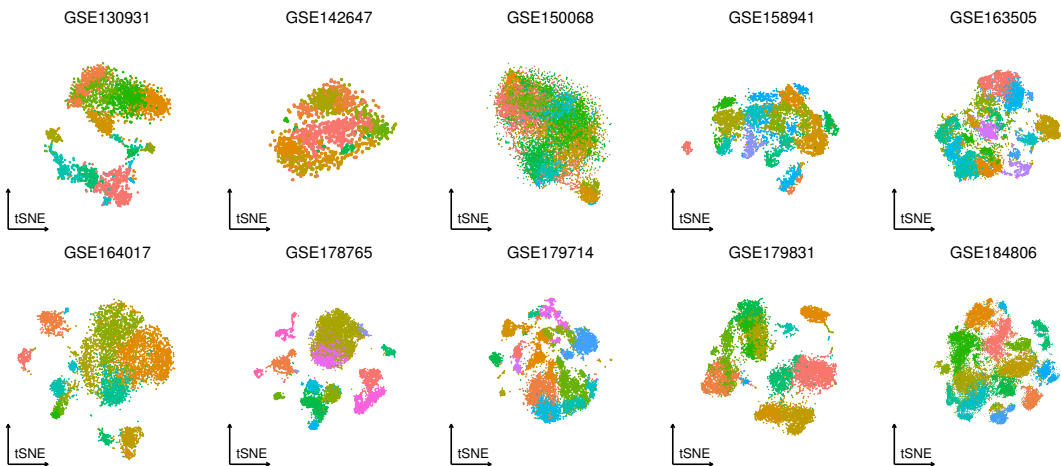 GSE130931 GSE142647 GSE150068 GSE158941 GSE163505
tSNE tSNE tSNE tSNE tSNE
GSE164017 GSE178765 GSE179714 GSE179831 GSE184806
tSNE tSNE tSNE tSNE tSNE